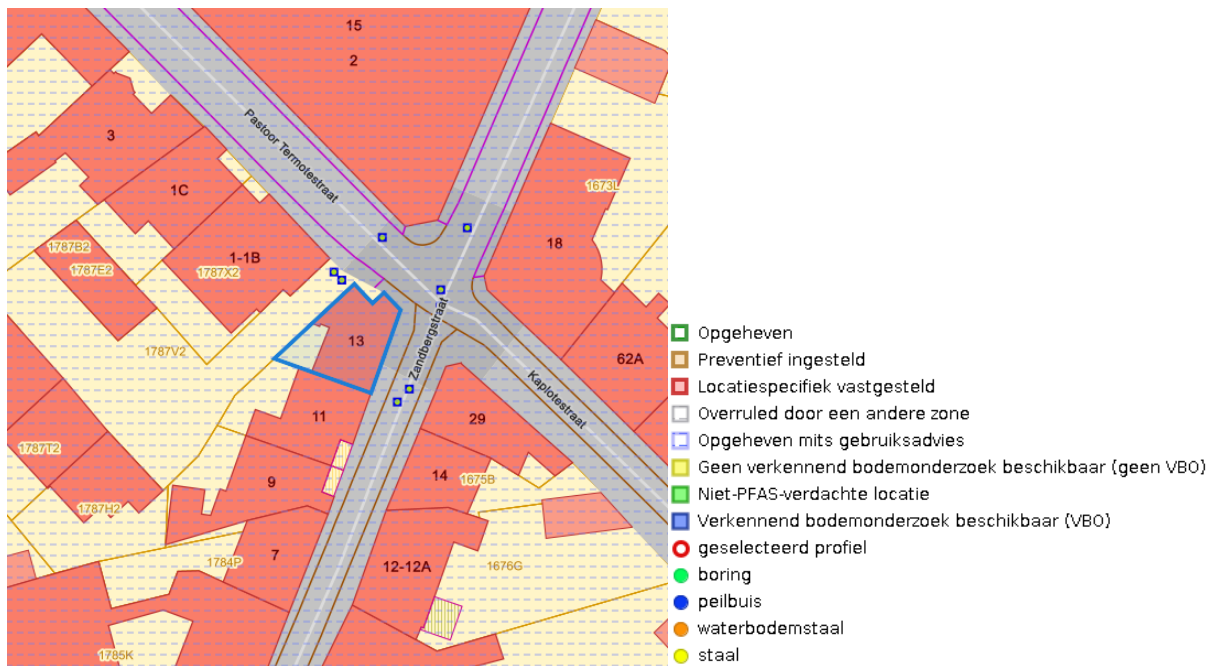 15
2
Pastoor Termotestraat
3
1C
1673L
1-1B
18
1787B2
1787E2
1787X2
13
Zandbergstraat
1787V2
62A
Kaplotestraat
11
29
1787T2
9
14
1675B
1787H2
7
1784P
12-12A
1676G
1785K
Opgeheven
Preventief ingesteld
Locatiespecifiek vastgesteld
Overruled door een andere zone
Opgeheven mits gebruiksadvies
Geen verkennend bodemonderzoek beschikbaar (geen VBO)
Niet-PFAS-verdachte locatie
Verkennend bodemonderzoek beschikbaar (VBO)
geselecteerd profiel
boring
peilbuis
waterbodemstaal
staal